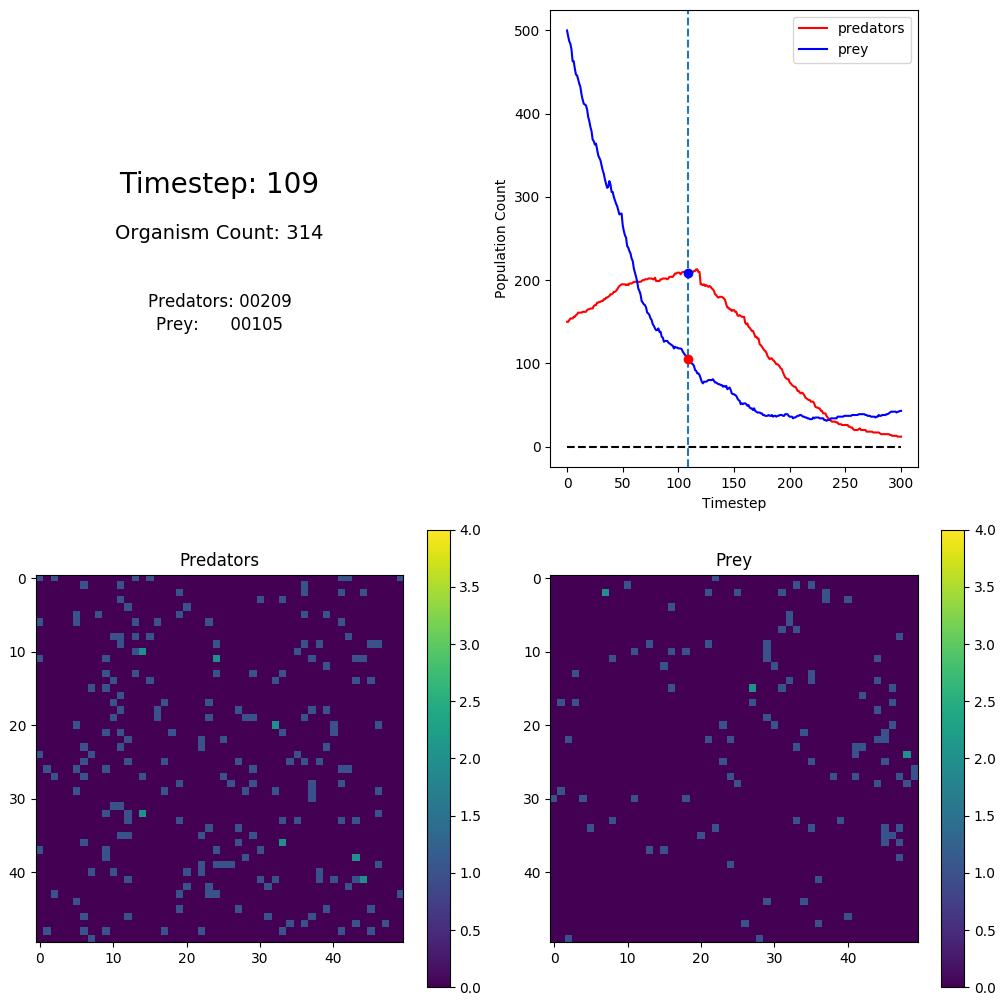 Timestep: 109
Organism Count: 314
Predators: 00209
Prey: 00105
predators
prey
500
400
300
200
100
0
Population Count
0 50 100 150 200 250 300
Timestep
Predators
0
10
20
30
40
0 10 20 30 40
4.0
3.5
3.0
2.5
2.0
1.5
1.0
0.5
0.0
Prey
0
10
20
30
40
0 10 20 30 40
4.0
3.5
3.0
2.5
2.0
1.5
1.0
0.5
0.0